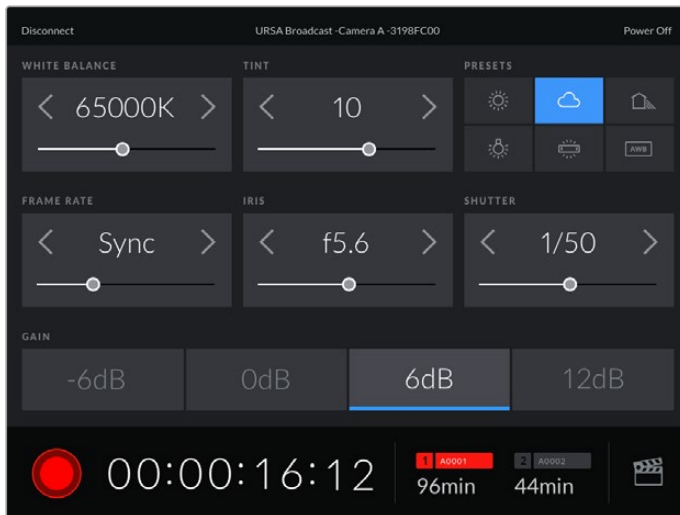 Disconnect
URSA Broadcast -Camera A -3198FC00
Power Off
WHITE BALANCE
TINT
PRESETS
65000K
10
AWB
FRAME RATE
IRIS
SHUTTER
Sync
f5.6
1/50
GAIN
-6dB
0dB
6dB
12dB
00:00:16:12
1 A0001
96min
2 A0002
44min